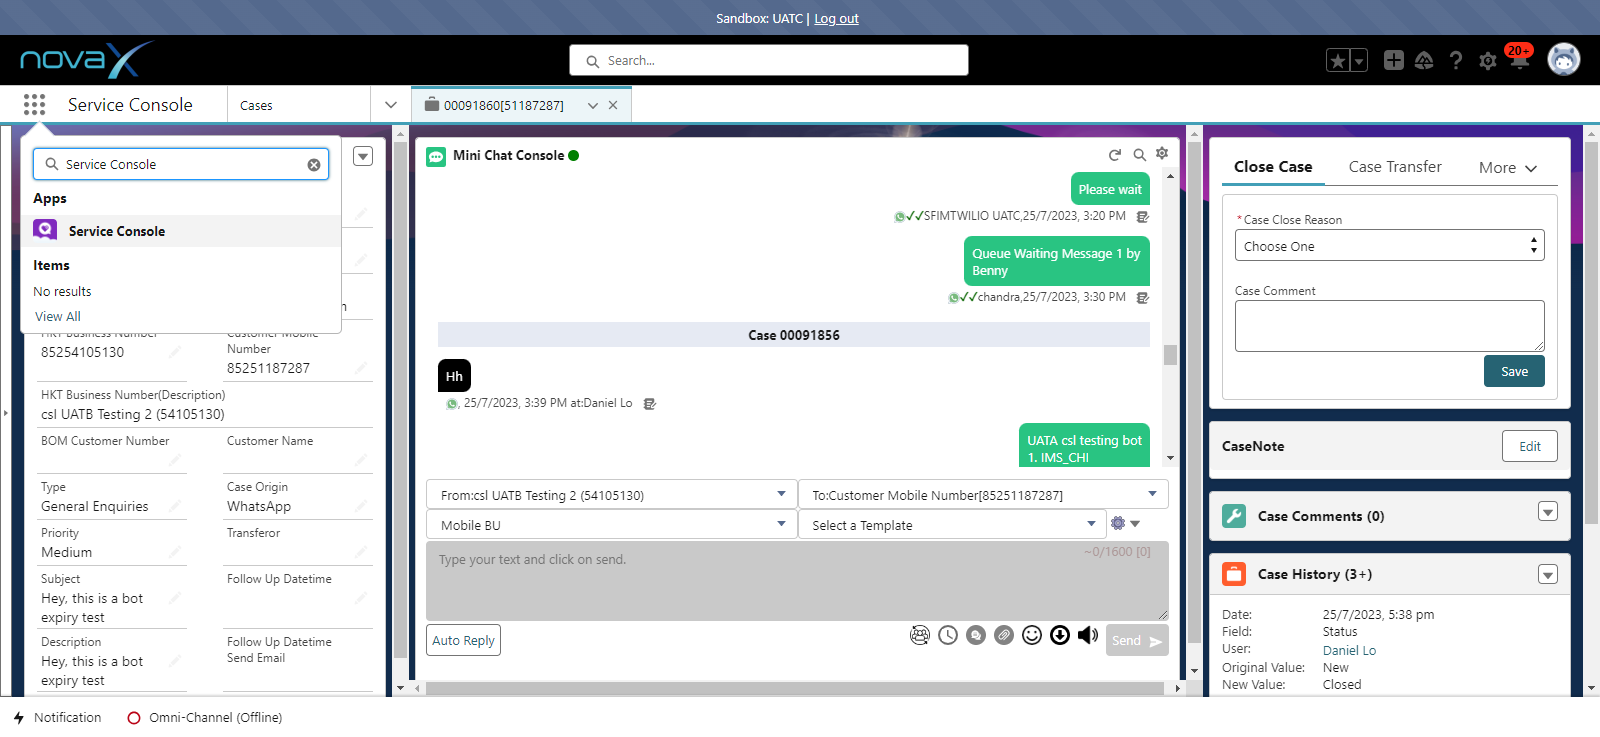 Sandbox: UATC | Log out
novaX
Search...
20+
Service Console
Cases
00091860[51187287]
Service Console
Apps
Service Console
Items
No results
View All
HKT Business Number
85254105130
Customer Mobile
Number
85251187287
HKT Business Number(Description)
csl UATB Testing 2 (54105130)
BOM Customer Number
Customer Name
Type
General Enquiries
Case Origin
WhatsApp
Priority
Medium
Transferor
Subject
Hey, this is a bot
expiry test
Follow Up Datetime
Description
Hey, this is a bot
expiry test
Follow Up Datetime
Send Email
Mini Chat Console
Please wait
SFIMTWILIO UATC,25/7/2023, 3:20 PM
Queue Waiting Message 1 by
Benny
chandra,25/7/2023, 3:30 PM
Case 00091856
Hh
, 25/7/2023, 3:39 PM at:Daniel Lo
UATA csl testing bot
1. IMS_CHI
From:csl UATB Testing 2 (54105130)
To:Customer Mobile Number[85251187287]
Mobile BU
Select a Template
Type your text and click on send.
~0/1600 [0]
Auto Reply
Send
Close Case
Case Transfer
More
*Case Close Reason
Choose One
Case Comment
Save
CaseNote
Edit
Case Comments (0)
Case History (3+)
Date: 25/7/2023, 5:38 pm
Field: Status
User: Daniel Lo
Original Value: New
New Value: Closed
Notification
Omni-Channel (Offline)